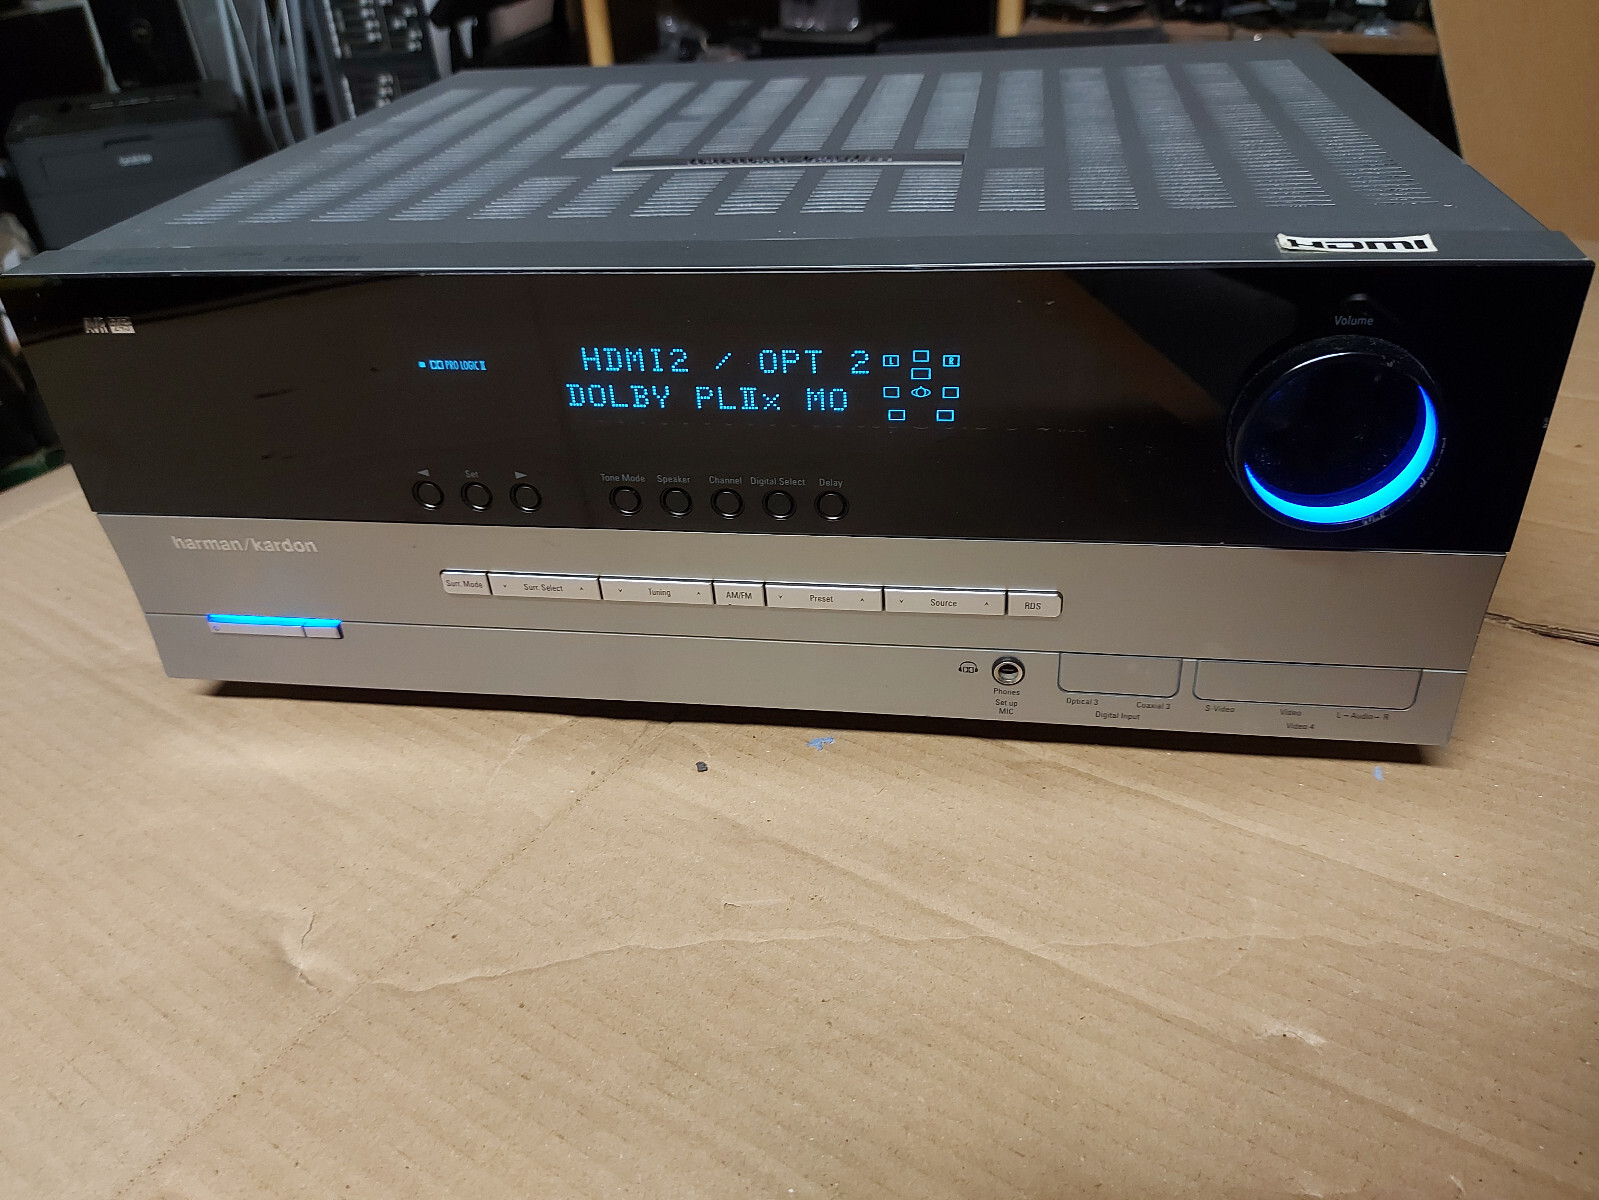 HDMI
AVR
Volume
PRO LOGIC II
HDMI2 / OPT 2
L R
DOLBY PLIIx MO
Set
Tone Mode Speaker Channel Digital Select Delay
harman/kardon
Surr. Mode Surr. Select Tuning AM/FM Preset Source RDS
Phones
Set up
MIC
Optical 3 Coaxial 3
Digital Input
S-Video Video L – Audio – R
Video 4